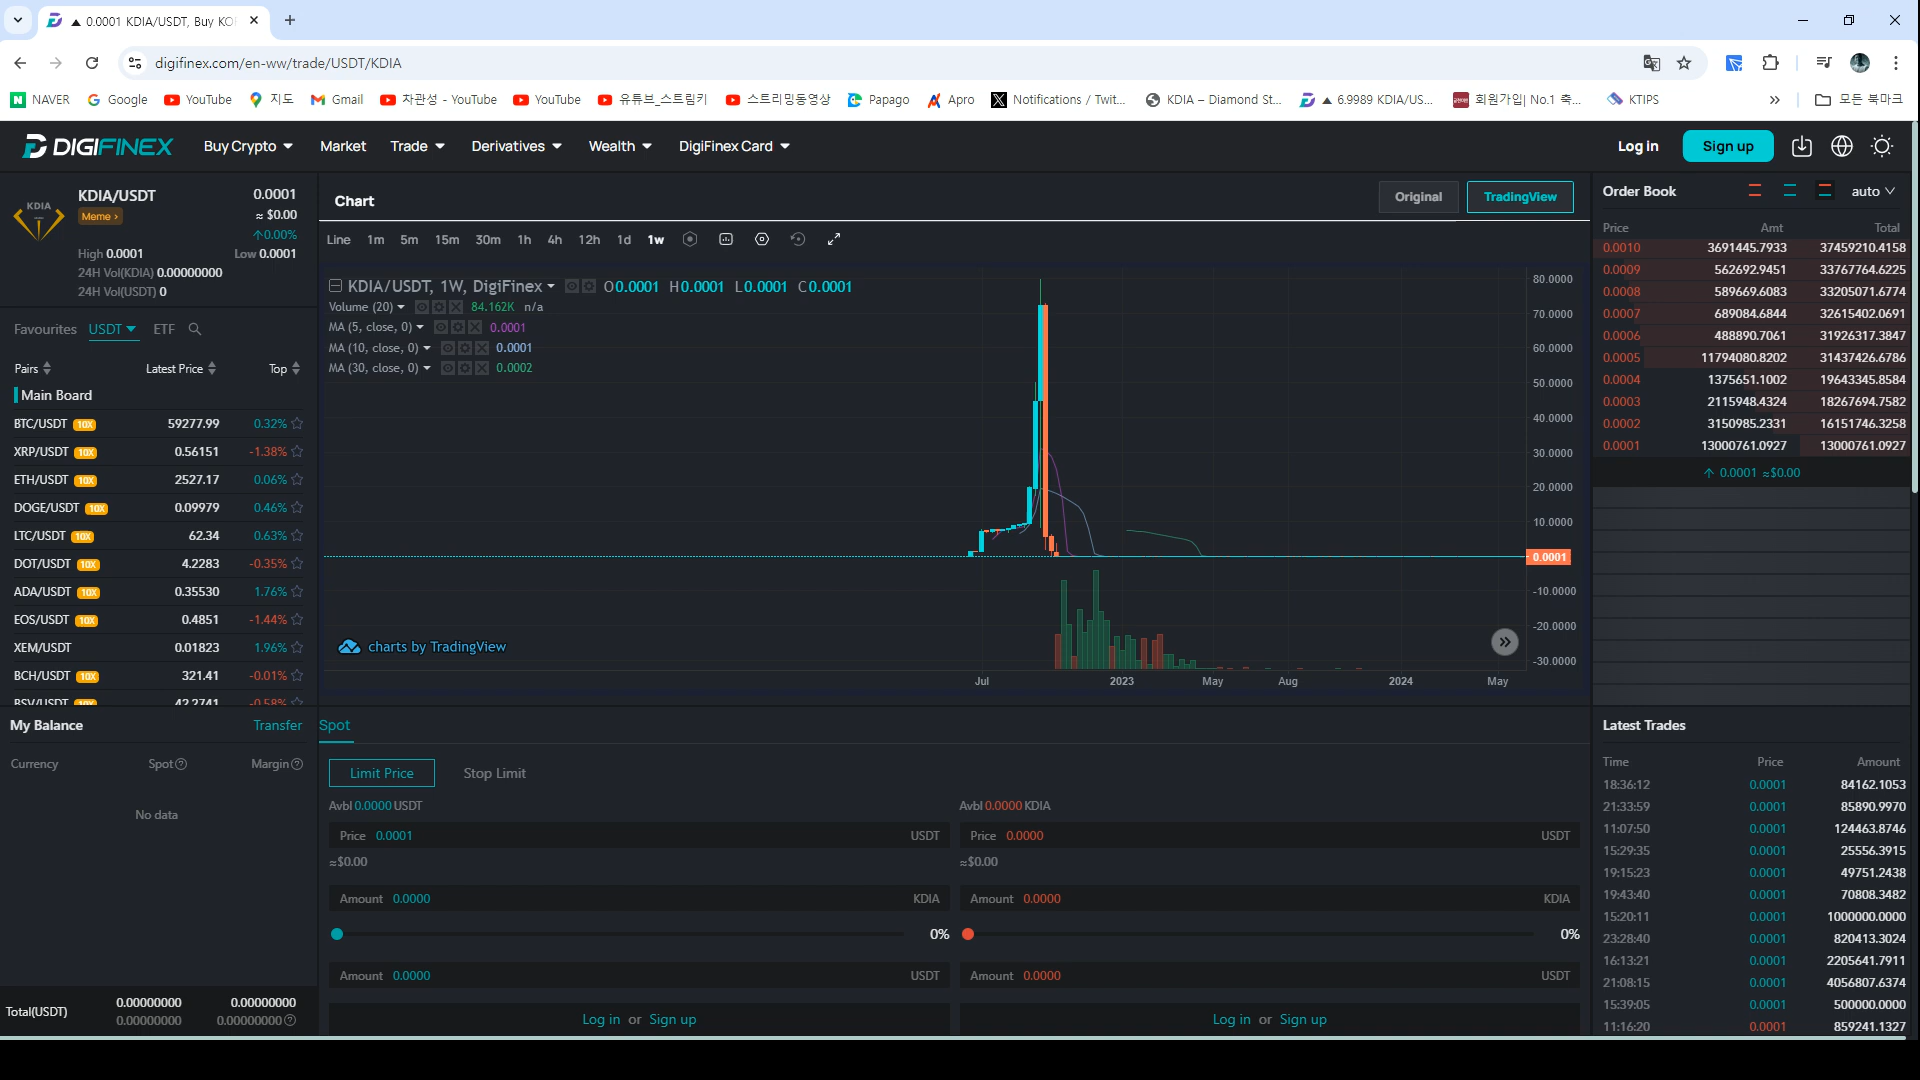 0.0001 KDIA/USDT, Buy KO
digifinex.com/en-ww/trade/USDT/KDIA
NAVER Google YouTube 지도 Gmail 차관성 - YouTube YouTube 유튜브_스트림키 스트리밍동영상 Papago Apro Notifications / Twit... KDIA – Diamond St... ▲ 6.9989 KDIA/US... 회원가입| No.1 축... KTIPS » 모든 북마크
DIGIFINEX Buy Crypto Market Trade Derivatives Wealth DigiFinex Card Log in Sign up
KDIA
KDIA/USDT 0.0001
Meme › ≈ $0.00
↑0.00%
High 0.0001 Low 0.0001
24H Vol(KDIA) 0.00000000
24H Vol(USDT) 0
Favourites USDT ETF
Pairs Latest Price Top
Main Board
BTC/USDT 10X 59277.99 0.32%
XRP/USDT 10X 0.56151 -1.38%
ETH/USDT 10X 2527.17 0.06%
DOGE/USDT 10X 0.09979 0.46%
LTC/USDT 10X 62.34 0.63%
DOT/USDT 10X 4.2283 -0.35%
ADA/USDT 10X 0.35530 1.76%
EOS/USDT 10X 0.4851 -1.44%
XEM/USDT 0.01823 1.96%
BCH/USDT 10X 321.41 -0.01%
BSV/USDT 10X 42.2741 -0.58%
My Balance Transfer
Currency Spot Margin
No data
Total(USDT) 0.00000000 0.00000000
0.00000000 0.00000000
Chart Original TradingView
Line 1m 5m 15m 30m 1h 4h 12h 1d 1w
KDIA/USDT, 1W, DigiFinex O0.0001 H0.0001 L0.0001 C0.0001
Volume (20) 84.162K n/a
MA (5, close, 0) 0.0001
MA (10, close, 0) 0.0001
MA (30, close, 0) 0.0002
80.0000
70.0000
60.0000
50.0000
40.0000
30.0000
20.0000
10.0000
0.0001
-10.0000
-20.0000
-30.0000
charts by TradingView
Jul 2023 May Aug 2024 May
Spot
Limit Price Stop Limit
Avbl 0.0000 USDT Avbl 0.0000 KDIA
Price 0.0001 USDT Price 0.0000 USDT
≈$0.00 ≈$0.00
Amount 0.0000 KDIA Amount 0.0000 KDIA
0% 0%
Amount 0.0000 USDT Amount 0.0000 USDT
Log in or Sign up Log in or Sign up
Order Book auto
Price Amt Total
0.0010 3691445.7933 37459210.4158
0.0009 562692.9451 33767764.6225
0.0008 589669.6083 33205071.6774
0.0007 689084.6844 32615402.0691
0.0006 488890.7061 31926317.3847
0.0005 11794080.8202 31437426.6786
0.0004 1375651.1002 19643345.8584
0.0003 2115948.4324 18267694.7582
0.0002 3150985.2331 16151746.3258
0.0001 13000761.0927 13000761.0927
↑ 0.0001 ≈$0.00
Latest Trades
Time Price Amount
18:36:12 0.0001 84162.1053
21:33:59 0.0001 85890.9970
11:07:50 0.0001 124463.8746
15:29:35 0.0001 25556.3915
19:15:23 0.0001 49751.2438
19:43:40 0.0001 70808.3482
15:20:11 0.0001 1000000.0000
23:28:40 0.0001 820413.3024
16:13:21 0.0001 2205641.7911
21:08:15 0.0001 4056807.6374
15:39:05 0.0001 500000.0000
11:16:20 0.0001 859241.1327